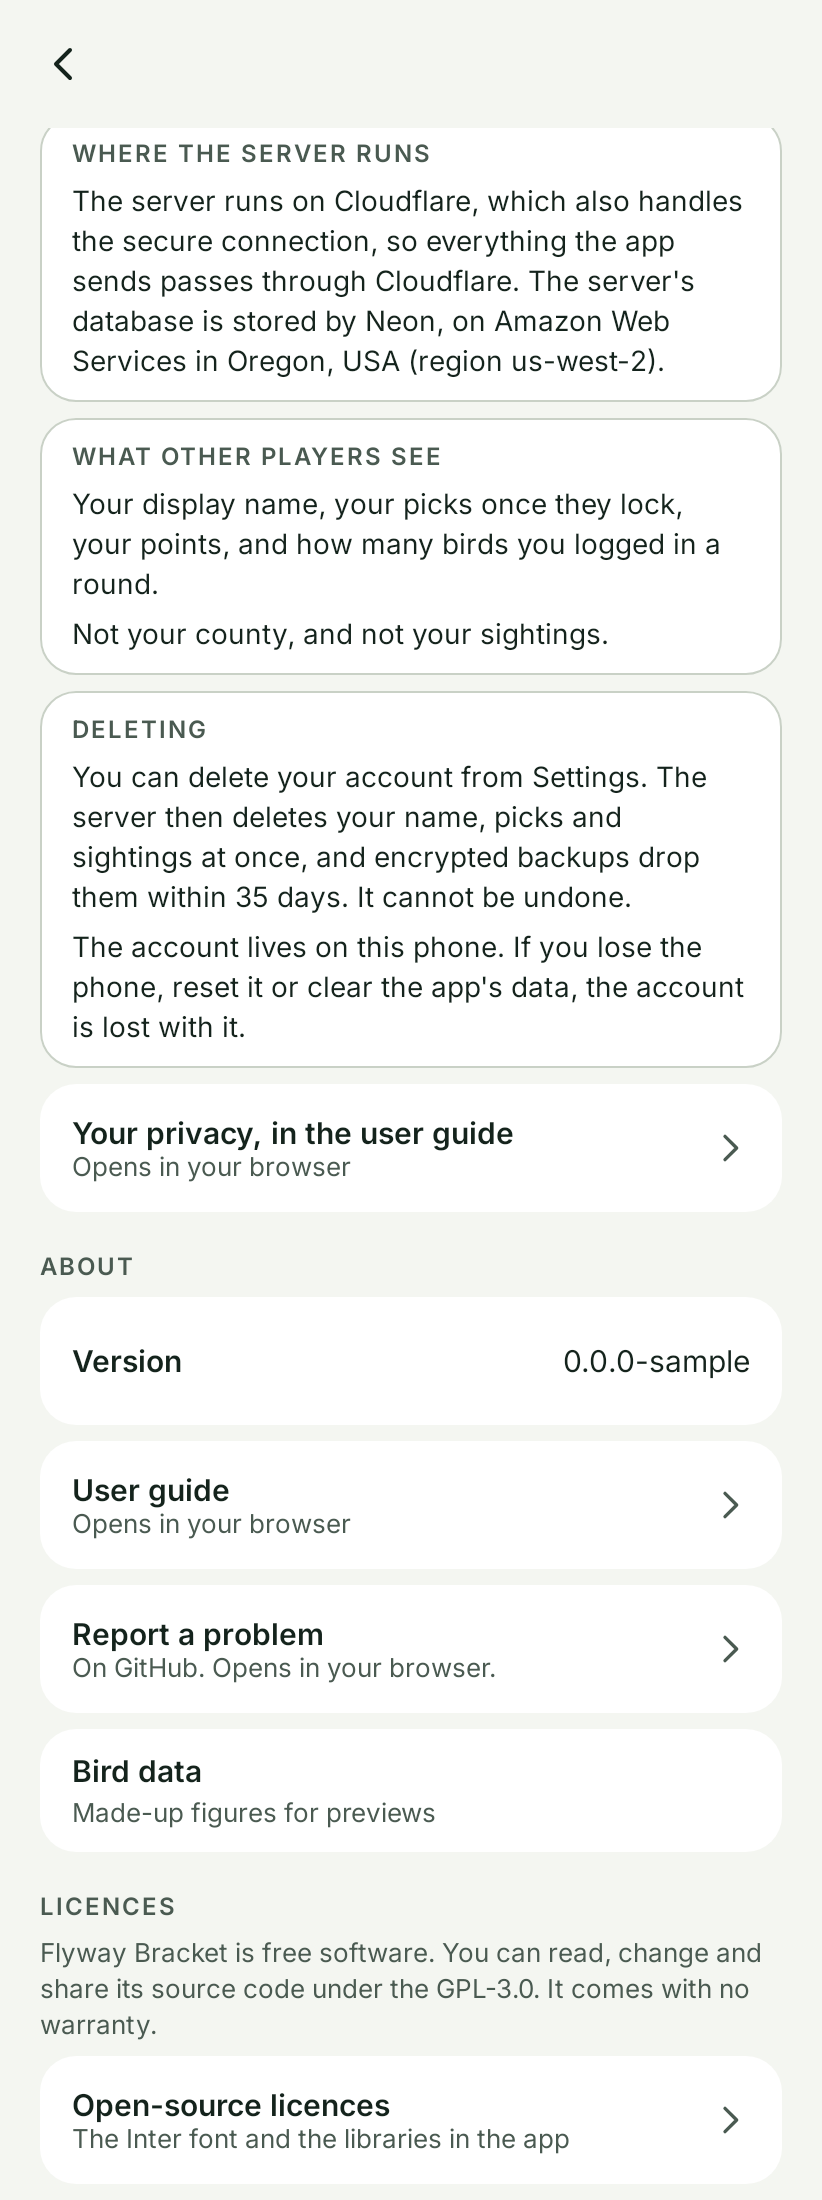 WHERE THE SERVER RUNS
The server runs on Cloudflare, which also handles
the secure connection, so everything the app
sends passes through Cloudflare. The server's
database is stored by Neon, on Amazon Web
Services in Oregon, USA (region us-west-2).
WHAT OTHER PLAYERS SEE
Your display name, your picks once they lock,
your points, and how many birds you logged in a
round.
Not your county, and not your sightings.
DELETING
You can delete your account from Settings. The
server then deletes your name, picks and
sightings at once, and encrypted backups drop
them within 35 days. It cannot be undone.
The account lives on this phone. If you lose the
phone, reset it or clear the app's data, the account
is lost with it.
Your privacy, in the user guide
Opens in your browser
ABOUT
Version 0.0.0-sample
User guide
Opens in your browser
Report a problem
On GitHub. Opens in your browser.
Bird data
Made-up figures for previews
LICENCES
Flyway Bracket is free software. You can read, change and
share its source code under the GPL-3.0. It comes with no
warranty.
Open-source licences
The Inter font and the libraries in the app